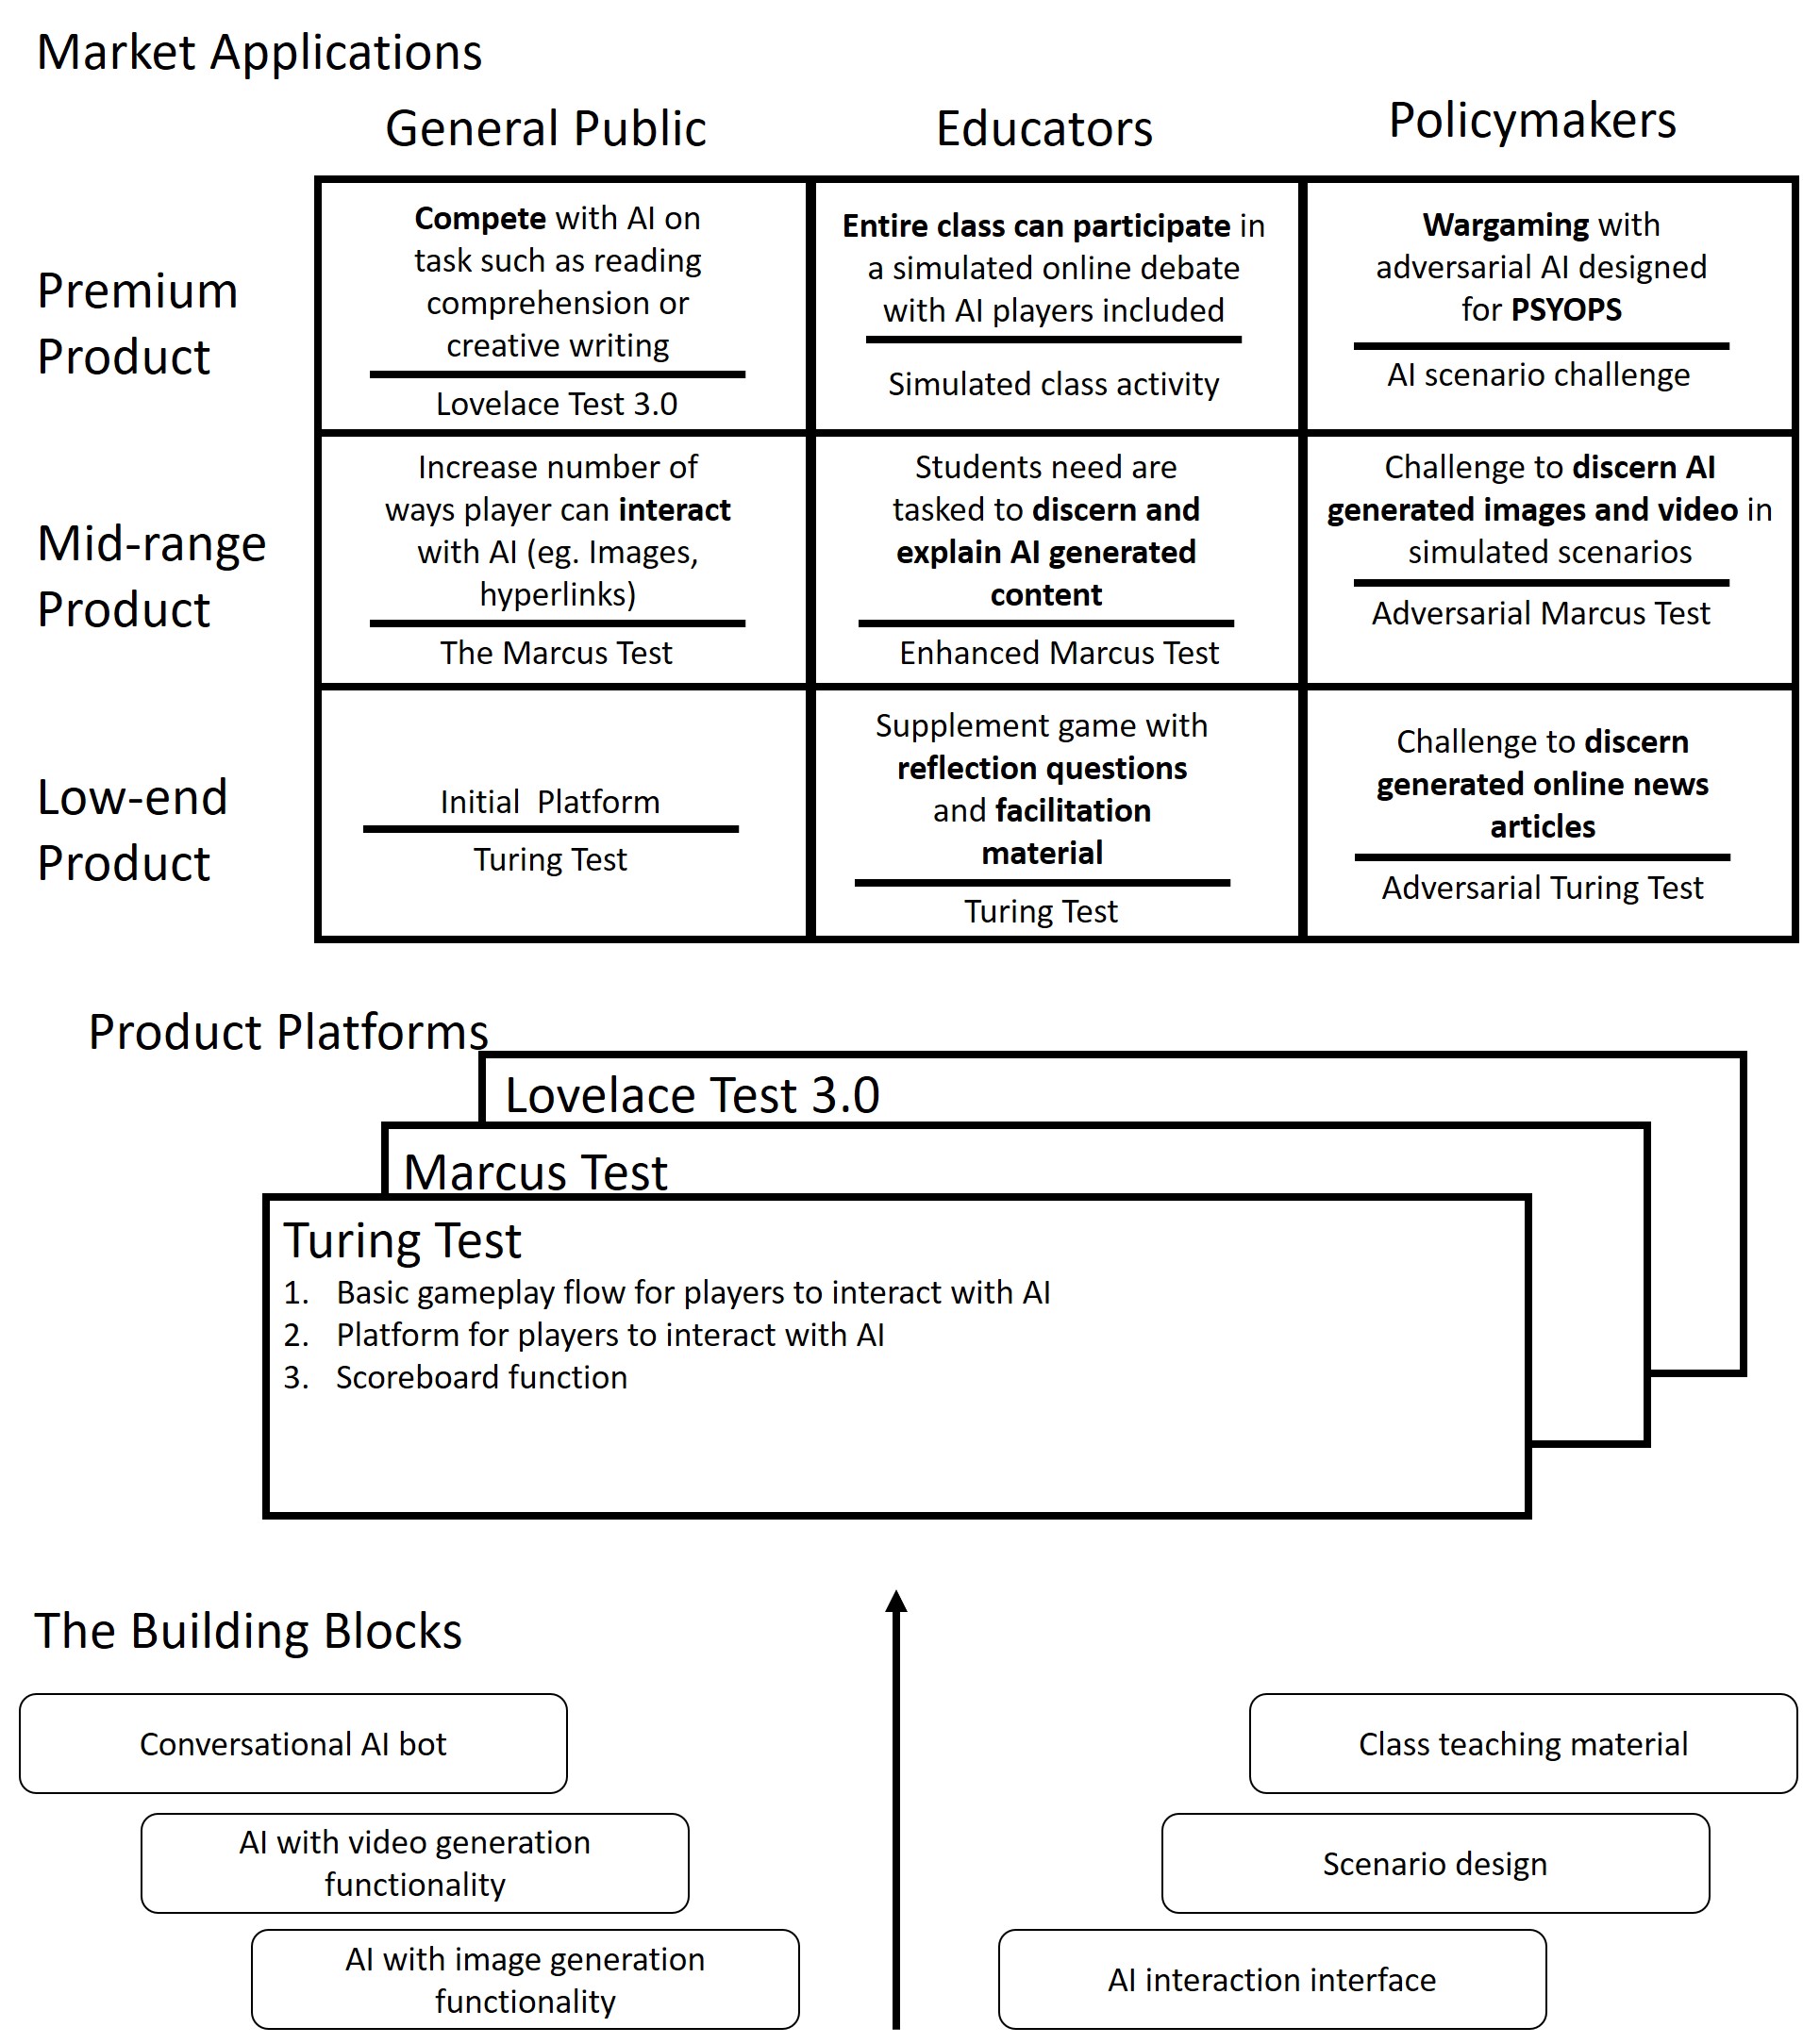 Market Applications
General Public
Educators
Policymakers
Premium
Product
Compete with AI on
task such as reading
comprehension or
creative writing
Lovelace Test 3.0
Entire class can participate in
a simulated online debate
with AI players included
Simulated class activity
Wargaming with
adversarial AI designed
for PSYOPS
AI scenario challenge
Mid-range
Product
Increase number of
ways player can interact
with AI (eg. Images,
hyperlinks)
The Marcus Test
Students need are
tasked to discern and
explain AI generated
content
Enhanced Marcus Test
Challenge to discern AI
generated images and video in
simulated scenarios
Adversarial Marcus Test
Low-end
Product
Initial  Platform
Turing Test
Supplement game with
reflection questions
and facilitation
material
Turing Test
Challenge to discern
generated online news
articles
Adversarial Turing Test
Product Platforms
Lovelace Test 3.0
Marcus Test
Turing Test
1. Basic gameplay flow for players to interact with AI
2. Platform for players to interact with AI
3. Scoreboard function
The Building Blocks
Conversational AI bot
AI with video generation
functionality
AI with image generation
functionality
Class teaching material
Scenario design
AI interaction interface